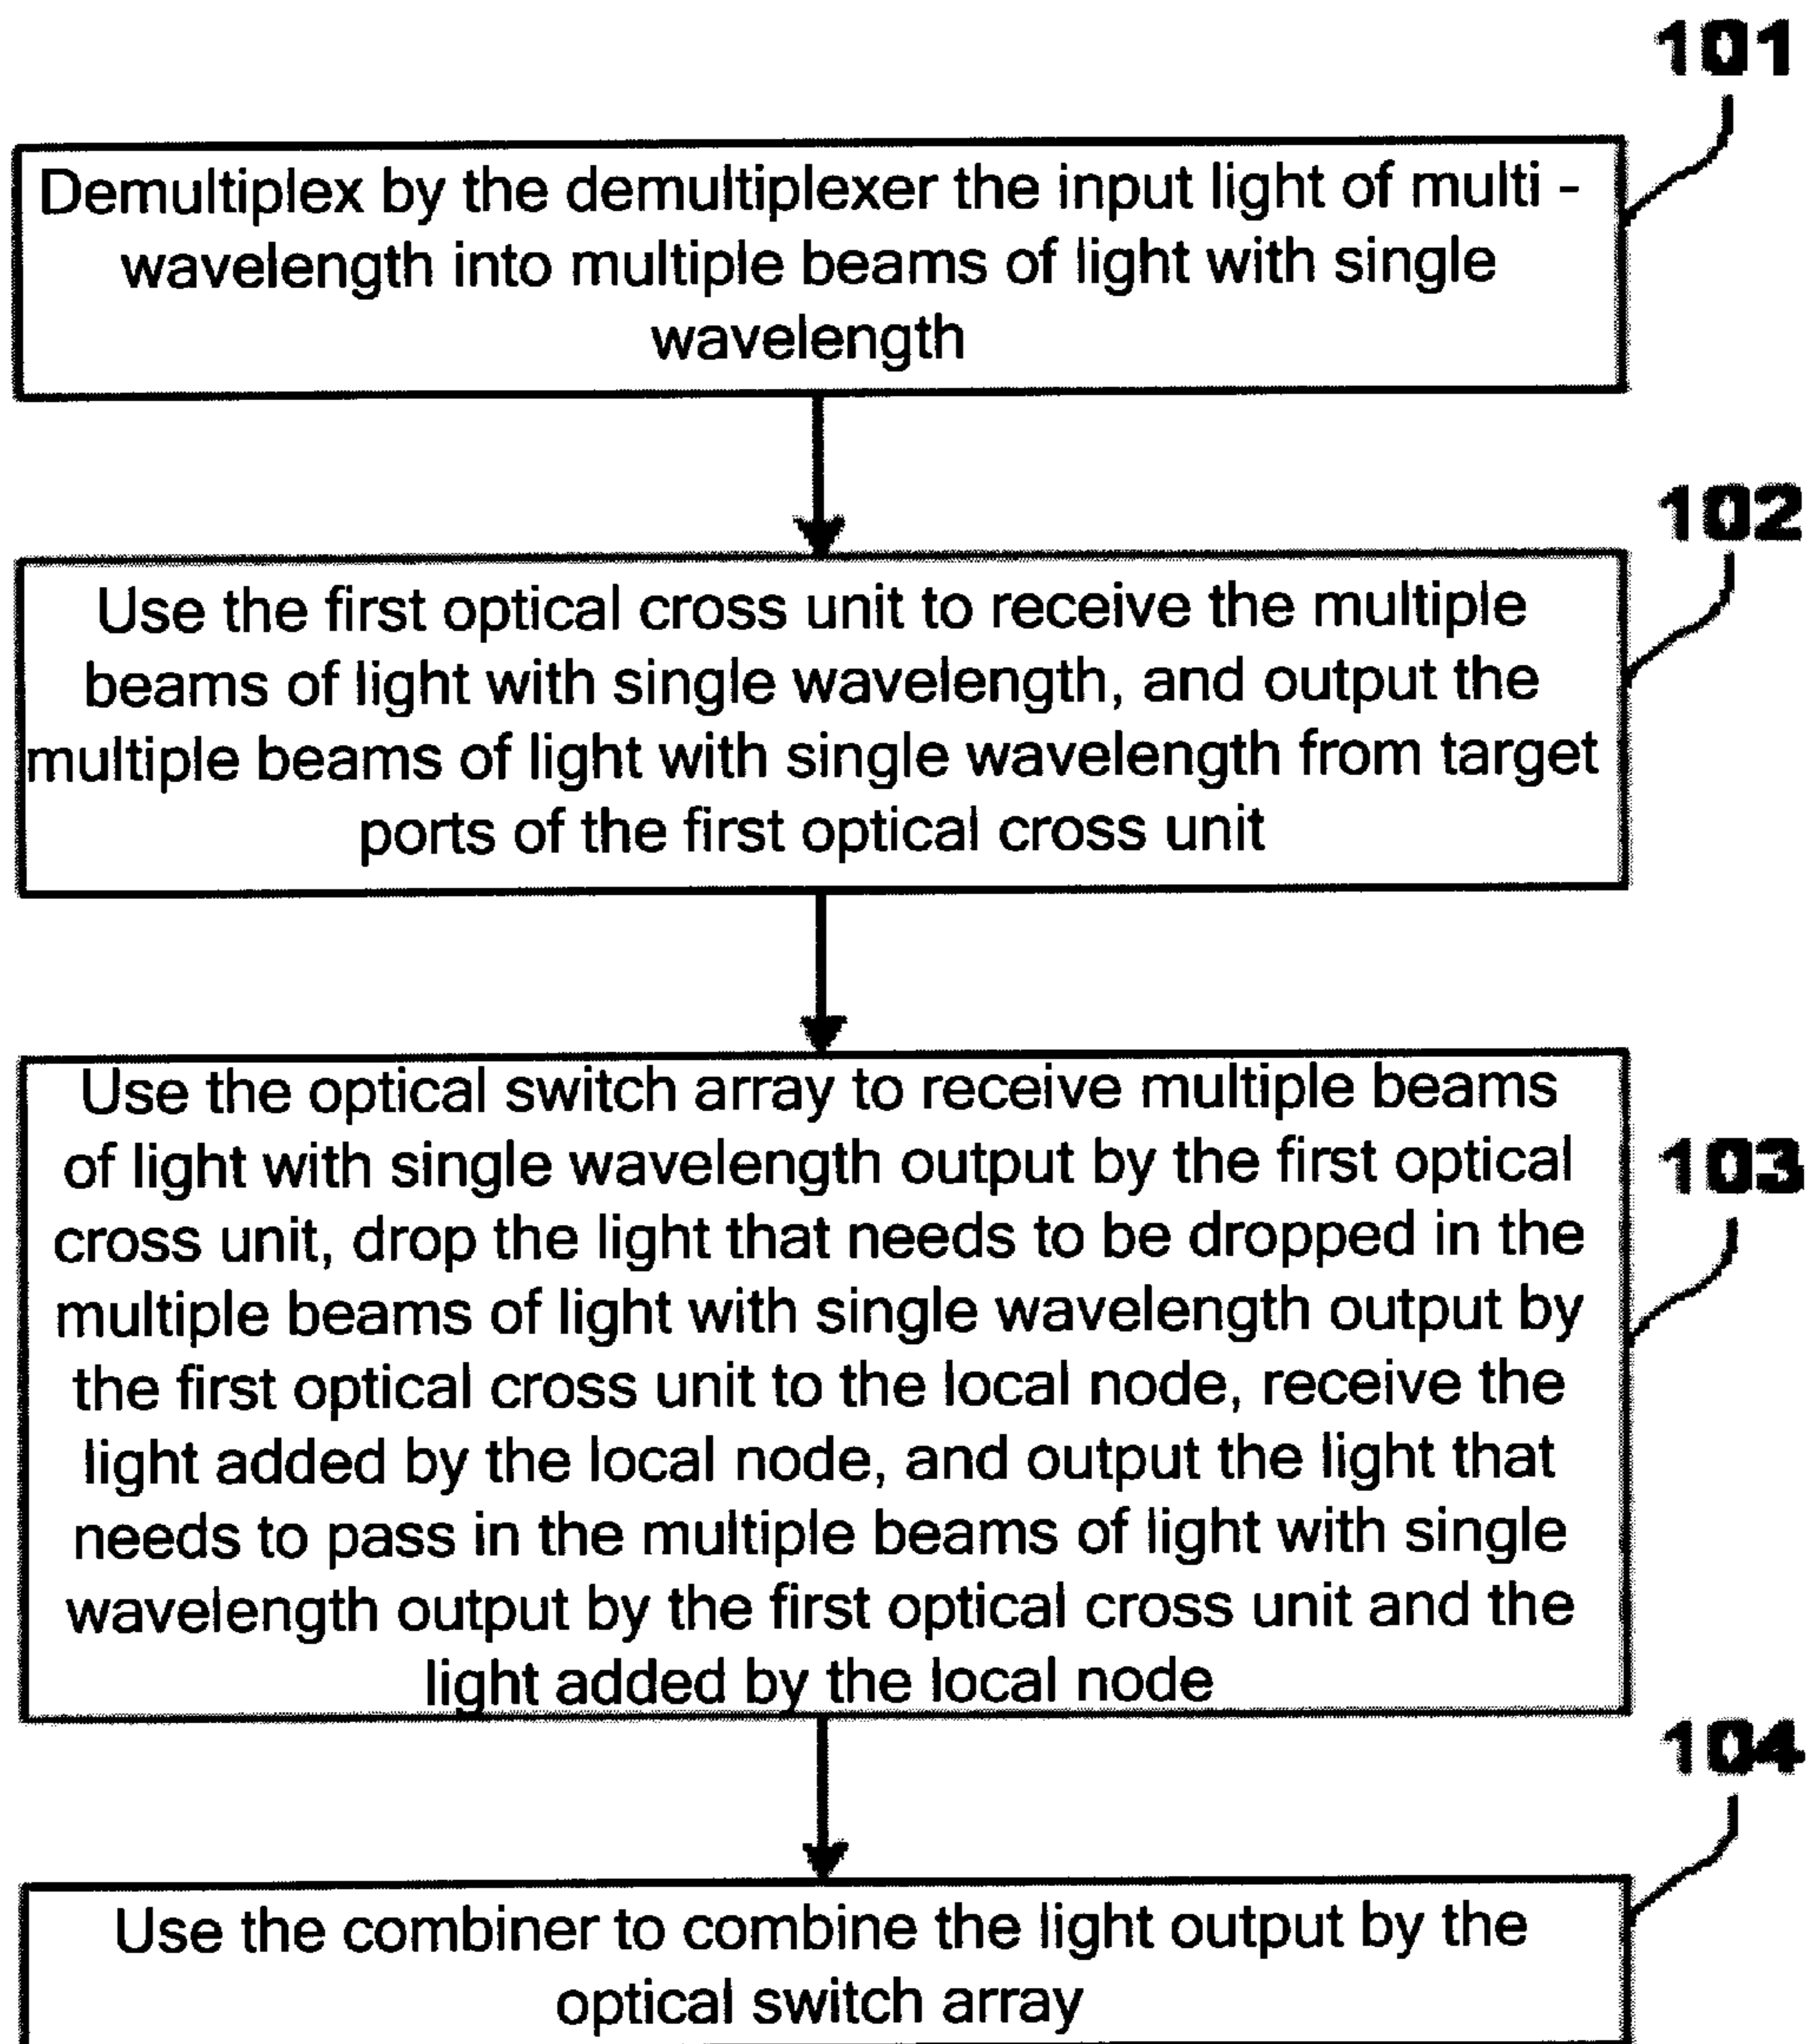 101
Demultiplex by the demultiplexer the input light of multi -
wavelength into multiple beams of light with single
wavelength
102
Use the first optical cross unit to receive the multiple
beams of light with single wavelength, and output the
multiple beams of light with single wavelength from target
ports of the first optical cross unit
Use the optical switch array to receive multiple beams
of light with single wavelength output by the first optical
103
cross unit, drop the light that needs to be dropped in the
multiple beams of light with single wavelength output by
the first optical cross unit to the local node, receive the
light added by the local node, and output the light that
needs to pass in the multiple beams of light with single
wavelength output by the first optical cross unit and the
light added by the local node
104
Use the combiner to combine the light output by the
optical switch array